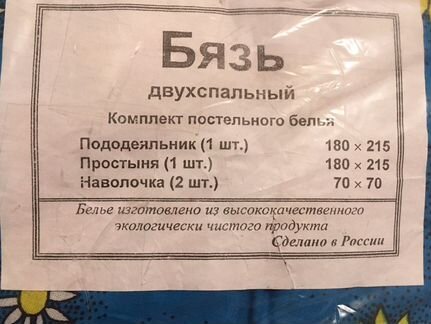 Бязь
двухспальный
Комплект постельного белья
Пододеяльник (1 шт.) 180 × 215
Простыня (1 шт.) 180 × 215
Наволочка (2 шт.) 70 × 70
Белье изготовлено из высококачественного
экологически чистого продукта
Сделано в России